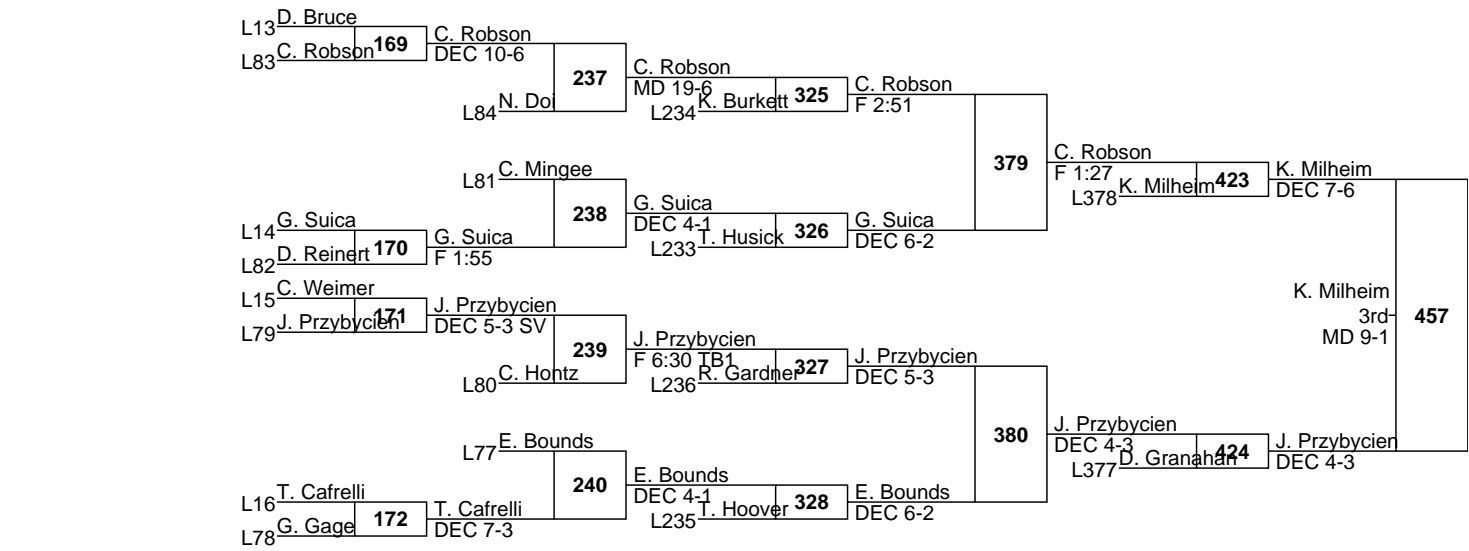 L13 D. Bruce
L83 C. Robson
169
C. Robson
DEC 10-6
L84 N. Doi
237
C. Robson
MD 19-6
L234 K. Burkett
325
C. Robson
F 2:51
L81 C. Mingee
L14 G. Suica
L82 D. Reinert
170
G. Suica
F 1:55
238
G. Suica
DEC 4-1
L233 T. Husick
326
G. Suica
DEC 6-2
379
C. Robson
F 1:27
L378 K. Milheim
423
K. Milheim
DEC 7-6
L15 C. Weimer
L79 J. Przybycien
171
J. Przybycien
DEC 5-3 SV
L80 C. Hontz
239
J. Przybycien
F 6:30 TB1
L236 R. Gardner
327
J. Przybycien
DEC 5-3
L77 E. Bounds
L16 T. Cafrelli
L78 G. Gage
172
T. Cafrelli
DEC 7-3
240
E. Bounds
DEC 4-1
L235 T. Hoover
328
E. Bounds
DEC 6-2
380
J. Przybycien
DEC 4-3
L377 D. Granahan
424
J. Przybycien
DEC 4-3
K. Milheim
3rd
MD 9-1
457